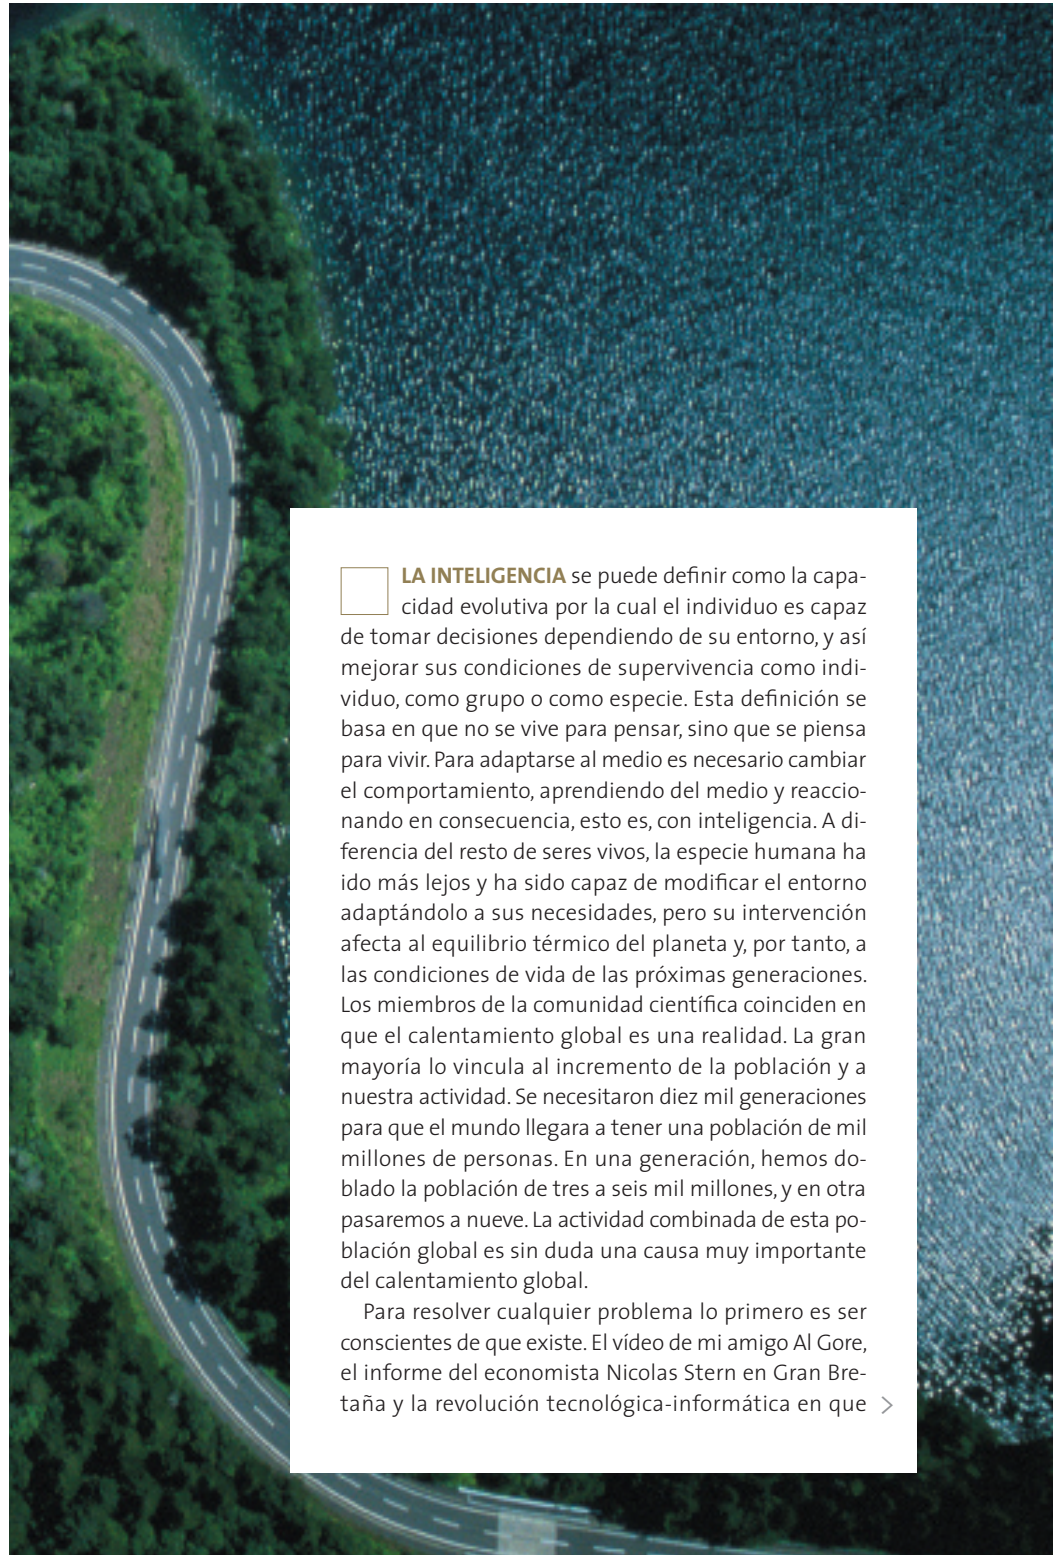 LA INTELIGENCIA se puede definir como la capa-
cidad evolutiva por la cual el individuo es capaz
de tomar decisiones dependiendo de su entorno, y así
mejorar sus condiciones de supervivencia como indi-
viduo, como grupo o como especie. Esta definición se
basa en que no se vive para pensar, sino que se piensa
para vivir. Para adaptarse al medio es necesario cambiar
el comportamiento, aprendiendo del medio y reaccio-
nando en consecuencia, esto es, con inteligencia. A di-
ferencia del resto de seres vivos, la especie humana ha
ido más lejos y ha sido capaz de modificar el entorno
adaptándolo a sus necesidades, pero su intervención
afecta al equilibrio térmico del planeta y, por tanto, a
las condiciones de vida de las próximas generaciones.
Los miembros de la comunidad científica coinciden en
que el calentamiento global es una realidad. La gran
mayoría lo vincula al incremento de la población y a
nuestra actividad. Se necesitaron diez mil generaciones
para que el mundo llegara a tener una población de mil
millones de personas. En una generación, hemos do-
blado la población de tres a seis mil millones, y en otra
pasaremos a nueve. La actividad combinada de esta po-
blación global es sin duda una causa muy importante
del calentamiento global.
Para resolver cualquier problema lo primero es ser
conscientes de que existe. El vídeo de mi amigo Al Gore,
el informe del economista Nicolas Stern en Gran Bre-
taña y la revolución tecnológica-informática en que >